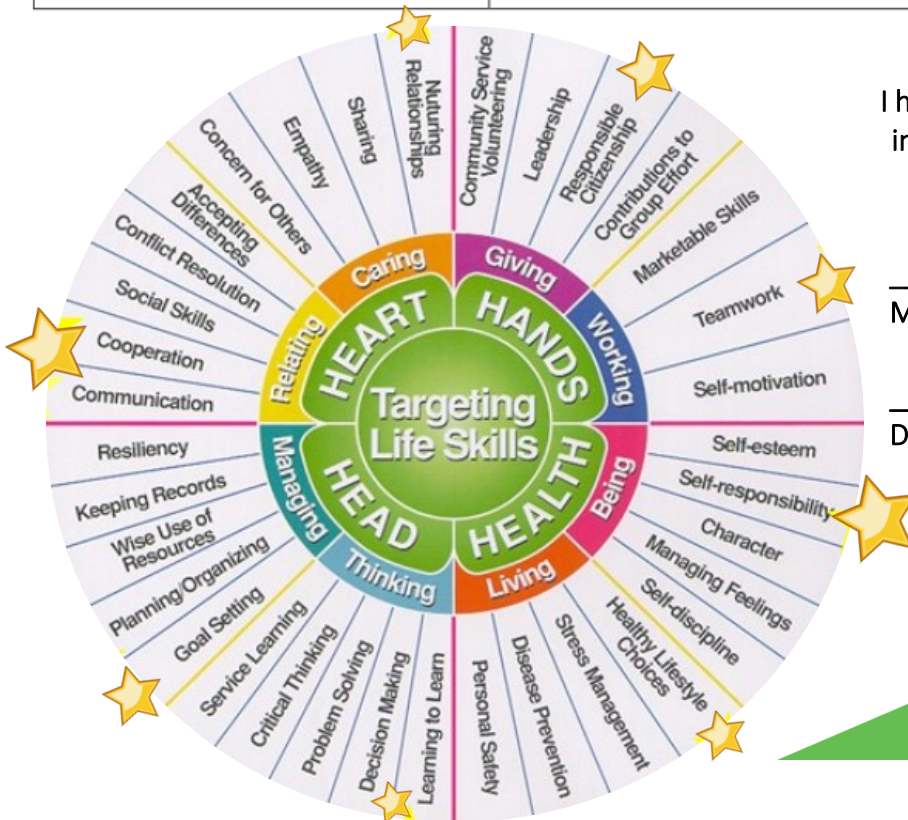 Nuturing
Relationships
Sharing
Empathy
Concern for Others
Accepting
Differences
Conflict Resolution
Social Skills
Cooperation
Communication
Community Service
Volunteering
Leadership
Responsible
Citizenship
Contributions to
Group Effort
Marketable Skills
Teamwork
Self-motivation
Caring
Giving
Relating
Working
HEART
HANDS
Targeting
Life Skills
HEAD
HEALTH
Managing
Being
Thinking
Living
Resiliency
Keeping Records
Wise Use of
Resources
Planning/Organizing
Goal Setting
Service Learning
Critical Thinking
Problem Solving
Decision Making
Learning to Learn
Self-esteem
Self-responsibility
Character
Managing Feelings
Self-discipline
Healthy Lifestyle
Choices
Stress Management
Disease Prevention
Personal Safety
I h
in
M
D